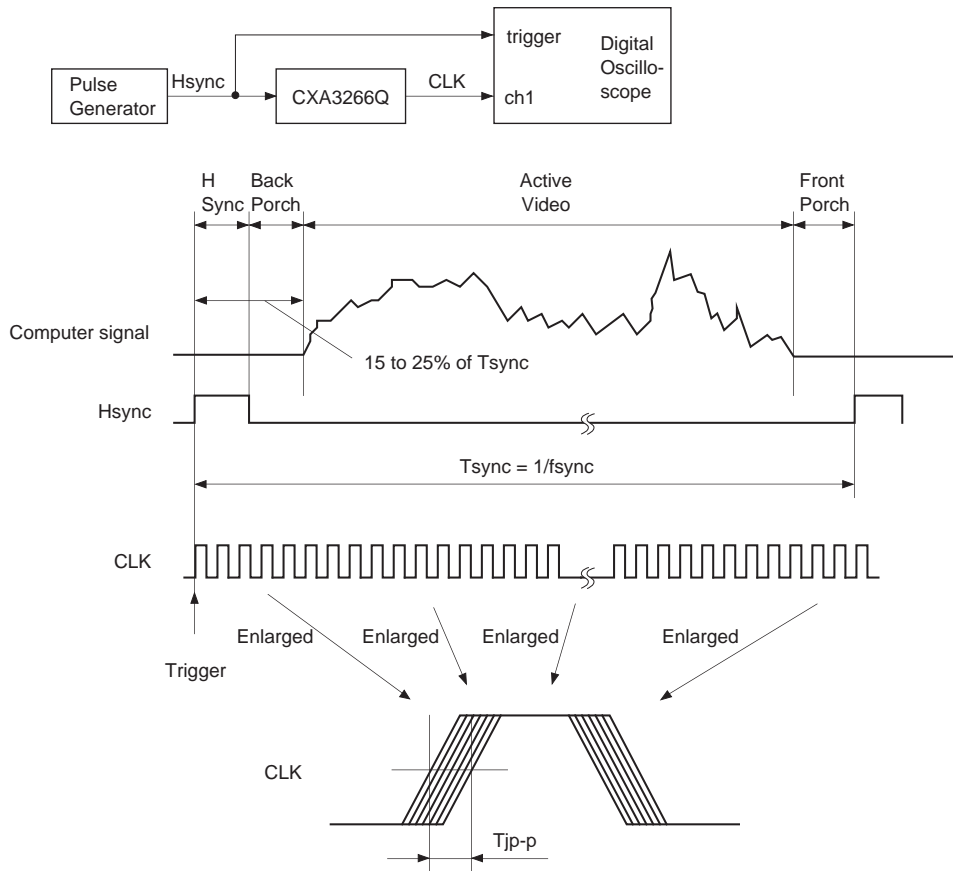 Pulse
Generator
Hsync
CXA3266Q
CLK
trigger
ch1
Digital
Oscillo-
scope
H
Sync
Back
Porch
Active
Video
Front
Porch
Computer signal
15 to 25% of Tsync
Hsync
Tsync = 1/fsync
CLK
Enlarged
Enlarged
Enlarged
Enlarged
Trigger
CLK
Tjp-p